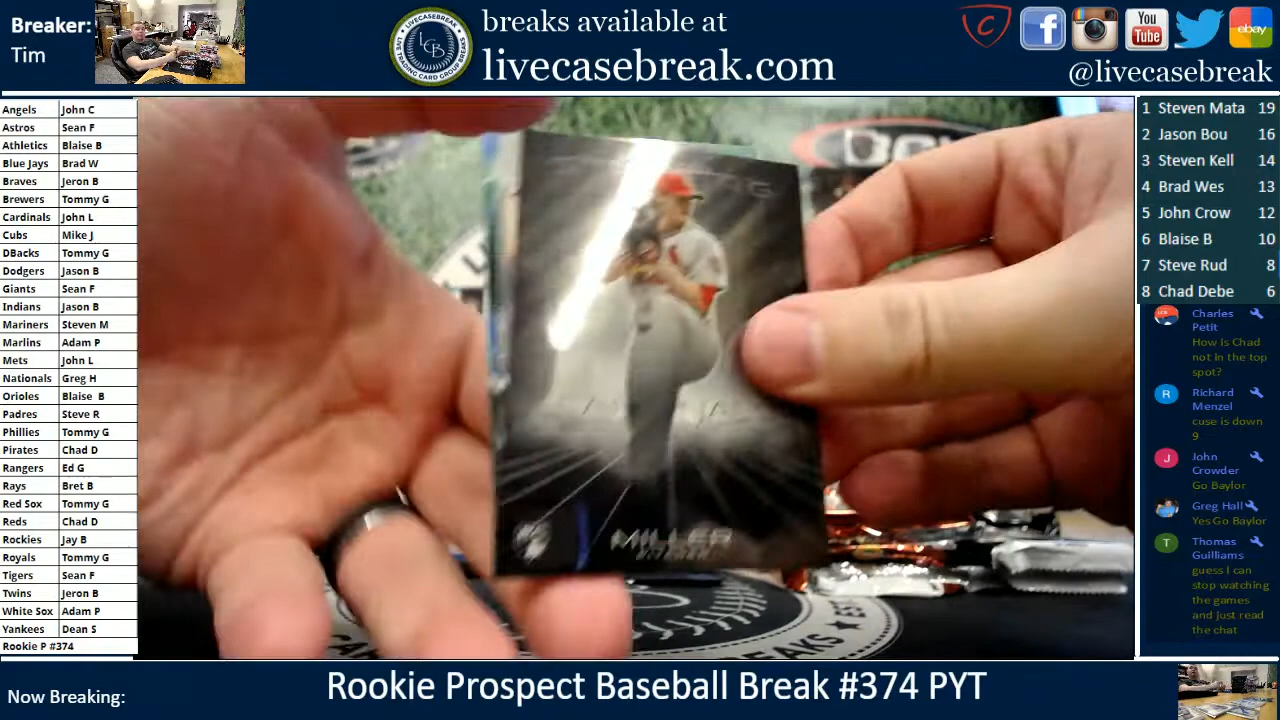 Breaker:
Tim
breaks available at
livecasebreak.com
You
Tube
ebay
@livecasebreak
LCB
Angels John C
Astros Sean F
Athletics Blaise B
Blue Jays Brad W
Braves Jeron B
Brewers Tommy G
Cardinals John L
Cubs Mike J
DBacks Tommy G
Dodgers Jason B
Giants Sean F
Indians Jason B
Mariners Steven M
Marlins Adam P
Mets John L
Nationals Greg H
Orioles Blaise B
Padres Steve R
Phillies Tommy G
Pirates Chad D
Rangers Ed G
Rays Bret B
Red Sox Tommy G
Reds Chad D
Rockies Jay B
Royals Tommy G
Tigers Sean F
Twins Jeron B
White Sox Adam P
Yankees Dean S
Rookie P #374
MILLER
1 Steven Mata 19
2 Jason Bou 16
3 Steven Kell 14
4 Brad Wes 13
5 John Crow 12
6 Blaise B 10
7 Steve Rud 8
8 Chad Debe 6
Charles
Petit
How is Chad
not in the top
spot?
R Richard
Menzel
cuse is down
9
J John
Crowder
Go Baylor
Greg Hall
Yes Go Baylor
T Thomas
Guilliams
guess I can
stop watching
the games
and just read
the chat
Now Breaking:
Rookie Prospect Baseball Break #374 PYT